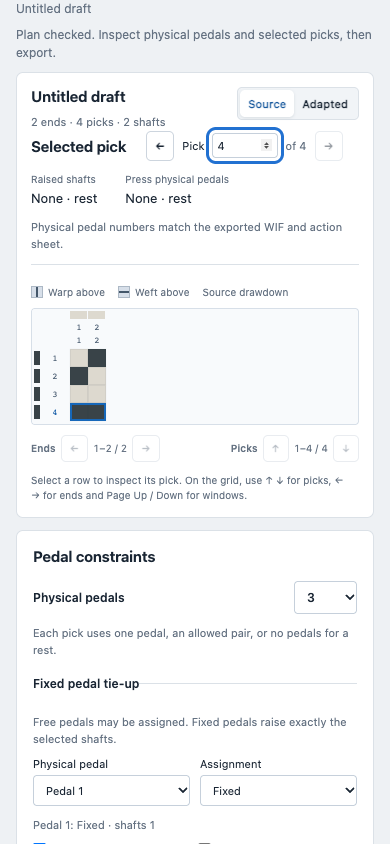 Untitled draft
Plan checked. Inspect physical pedals and selected picks, then
export.
Untitled draft
Source
Adapted
2 ends · 4 picks · 2 shafts
Selected pick
←
Pick
4
of 4
→
Raised shafts
Press physical pedals
None · rest
None · rest
Physical pedal numbers match the exported WIF and action
sheet.
Warp above
Weft above
Source drawdown
1 2
1 2
1
2
3
4
Ends
←
1–2 / 2
→
Picks
↑
1–4 / 4
↓
Select a row to inspect its pick. On the grid, use ↑ ↓ for picks, ←
→ for ends and Page Up / Down for windows.
Pedal constraints
Physical pedals
3
Each pick uses one pedal, an allowed pair, or no pedals for a
rest.
Fixed pedal tie-up
Free pedals may be assigned. Fixed pedals raise exactly the
selected shafts.
Physical pedal
Assignment
Pedal 1
Fixed
Pedal 1: Fixed · shafts 1